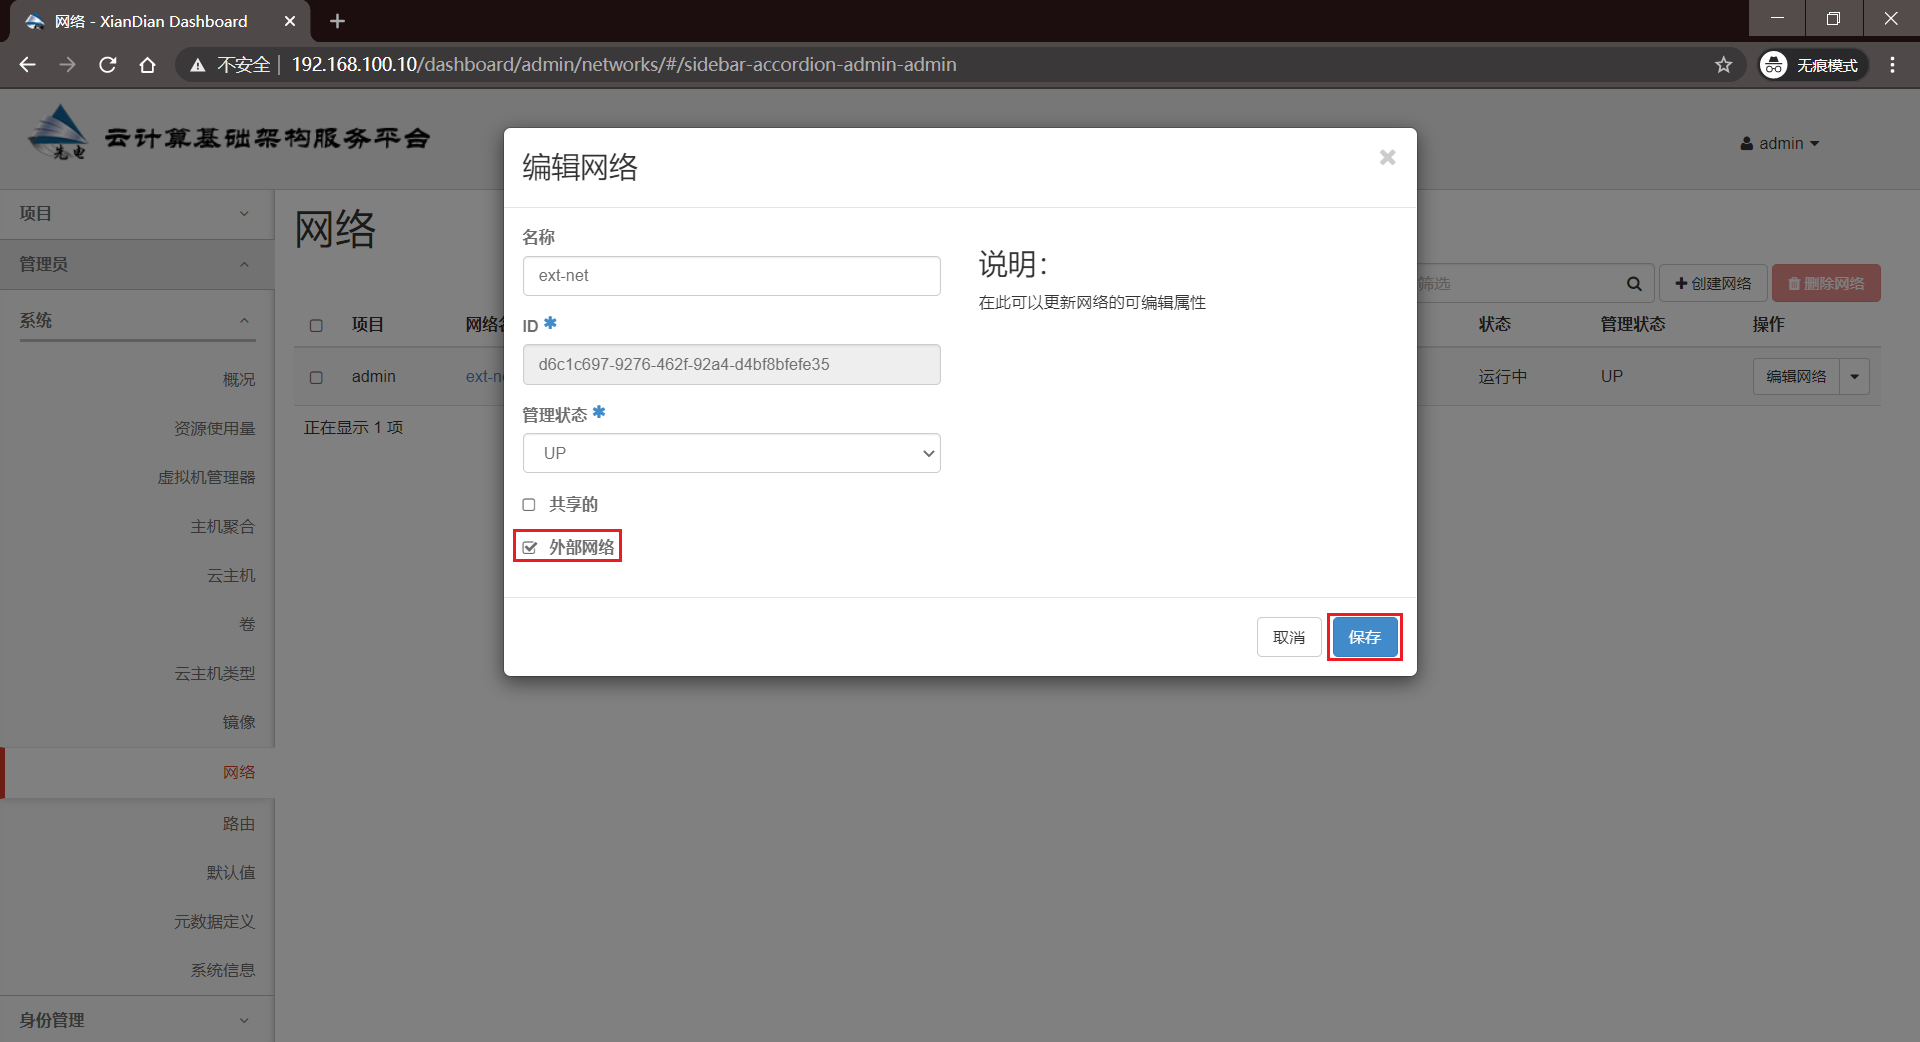 网络 - XianDian Dashboard
不安全 | 192.168.100.10/dashboard/admin/networks/#/sidebar-accordion-admin-admin
无痕模式
先电
云计算基础架构服务平台
admin
项目
管理员
系统
概况
资源使用量
虚拟机管理器
主机聚合
云主机
卷
云主机类型
镜像
网络
路由
默认值
元数据定义
系统信息
身份管理
网络
筛选
创建网络
删除网络
项目
网络名
状态
管理状态
操作
admin
ext-n
运行中
UP
编辑网络
正在显示 1 项
编辑网络
名称
ext-net
ID
d6c1c697-9276-462f-92a4-d4bf8bfefe35
管理状态
UP
共享的
外部网络
说明：
在此可以更新网络的可编辑属性
取消
保存